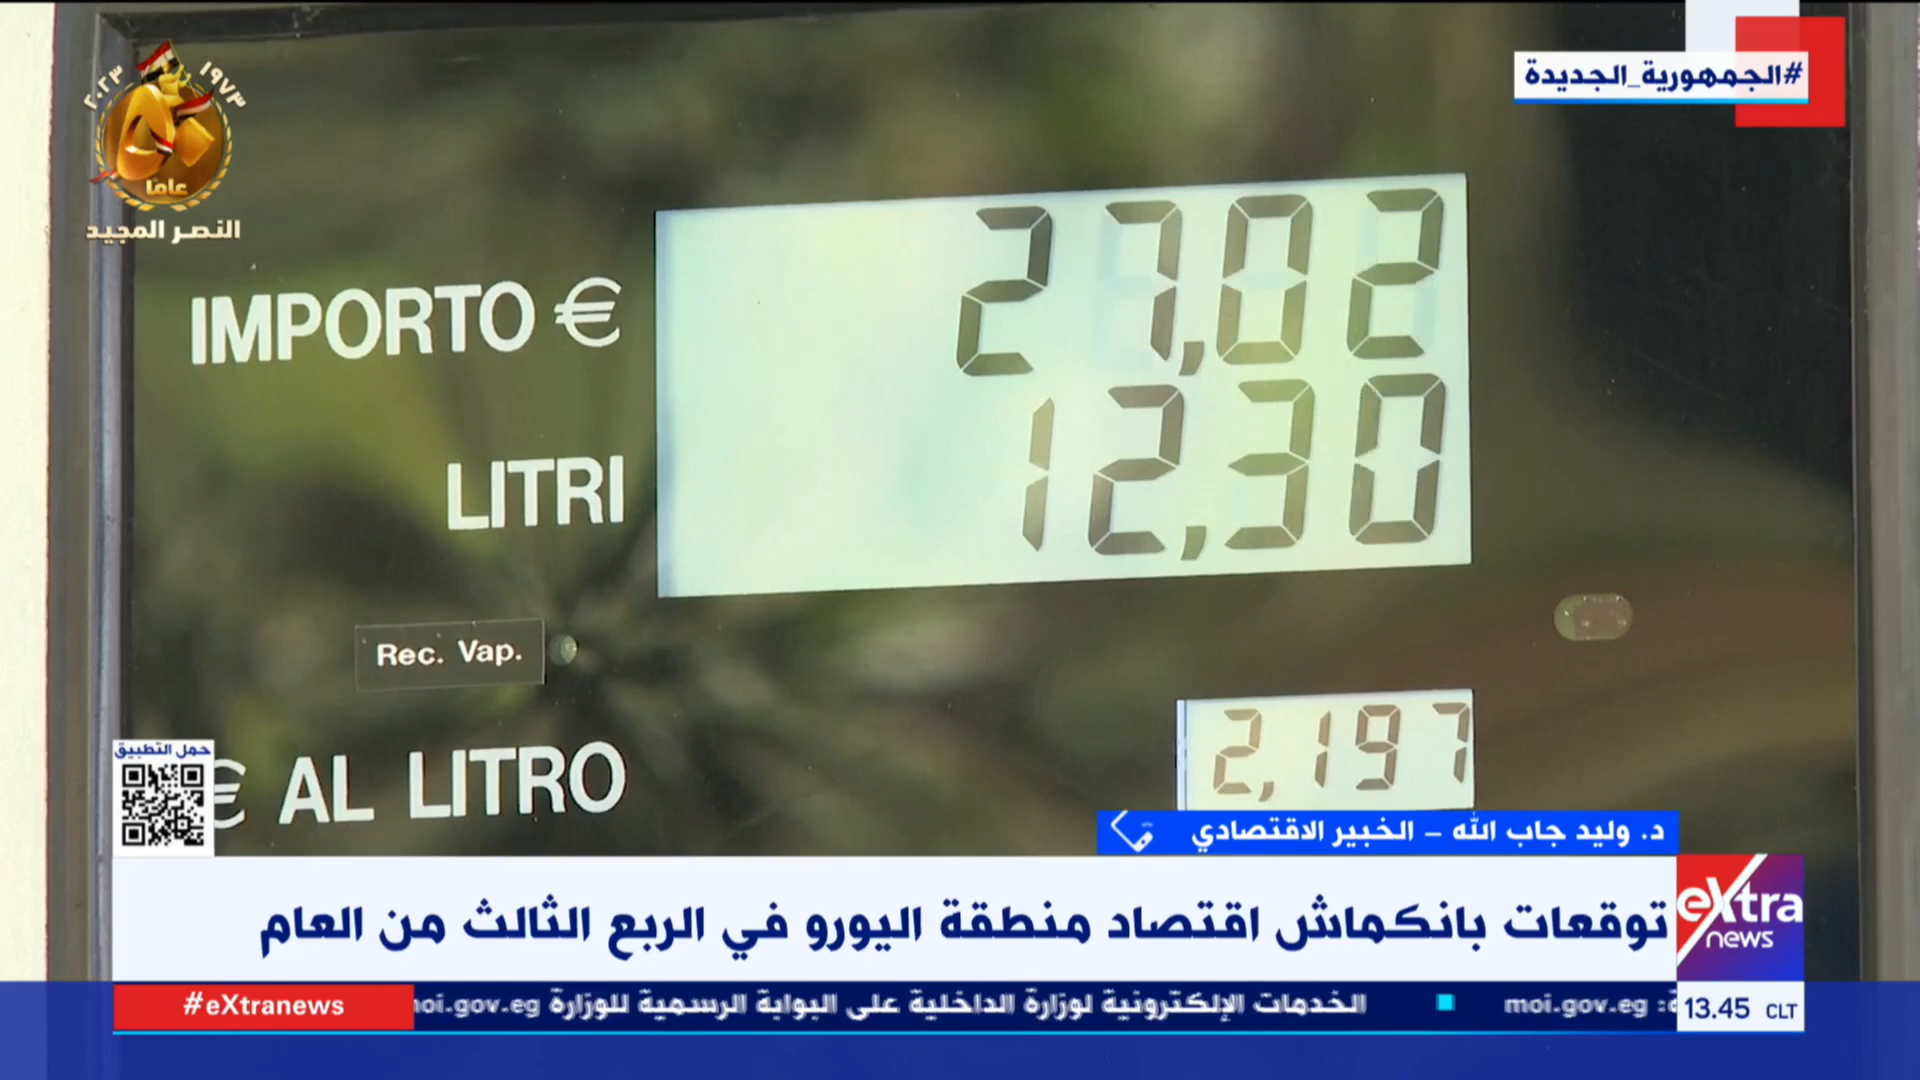 ٢٠٢٣ ١٩٧٣
عامًا
النصر المجيد
#الجمهورية_الجديدة
IMPORTO € 27,02
LITRI 12,30
Rec. Vap.
€ AL LITRO 2,197
حمل التطبيق
د. وليد جاب الله - الخبير الاقتصادي
توقعات بانكماش اقتصاد منطقة اليورو في الربع الثالث من العام
eXtra
news
#eXtranews
moi.gov.eg الخدمات الإلكترونية لوزارة الداخلية على البوابة الرسمية للوزارة moi.gov.eg
13.45 CLT